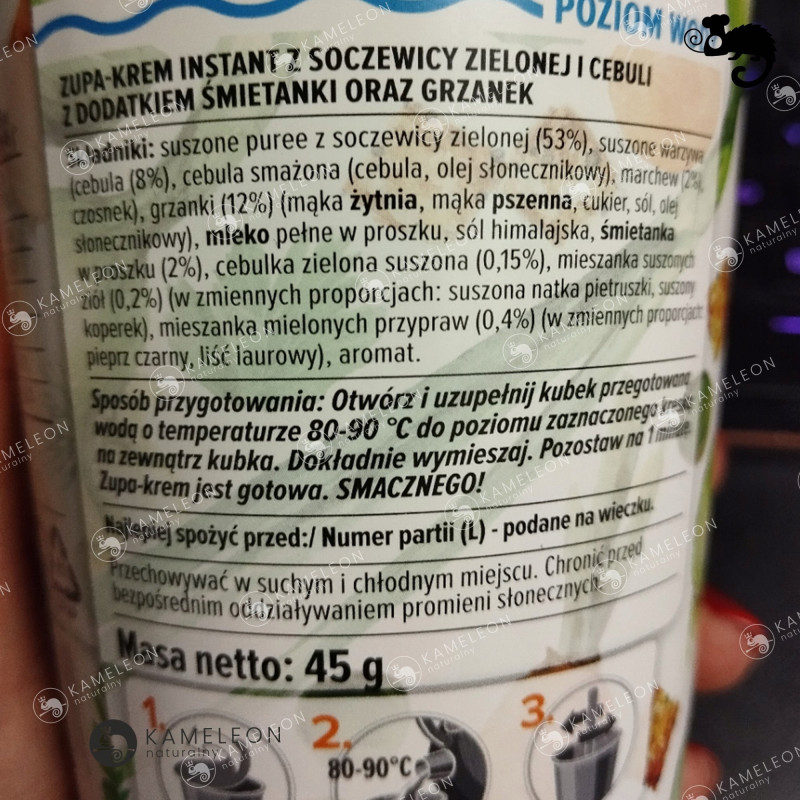 POZIOM WO
ZUPA-KREM INSTANT Z SOCZEWICY ZIELONEJ I CEBULI
Z DODATKIEM ŚMIETANKI ORAZ GRZANEK
Składniki: suszone puree z soczewicy zielonej (53%), suszone warzywa
(cebula (8%), cebula smażona (cebula, olej słonecznikowy), marchew (2%),
czosnek), grzanki (12%) (mąka żytnia, mąka pszenna, cukier, sól, olej
słonecznikowy), mleko pełne w proszku, sól himalajska, śmietanka
w proszku (2%), cebulka zielona suszona (0,15%), mieszanka suszonych
ziół (0,2%) (w zmiennych proporcjach: suszona natka pietruszki, suszony
koperek), mieszanka mielonych przypraw (0,4%) (w zmiennych proporcjach:
pieprz czarny, liść laurowy), aromat.
Sposób przygotowania: Otwórz i uzupełnij kubek przegotowaną
wodą o temperaturze 80-90 °C do poziomu zaznaczonego kreską
na zewnątrz kubka. Dokładnie wymieszaj. Pozostaw na 1 minutę.
Zupa-krem jest gotowa. SMACZNEGO!
Najlepiej spożyć przed:/ Numer partii (L) - podane na wieczku.
Przechowywać w suchym i chłodnym miejscu. Chronić przed
bezpośrednim oddziaływaniem promieni słonecznych.
Masa netto: 45 g
1.
2.
3.
80-90°C
KAMELEON
naturalny